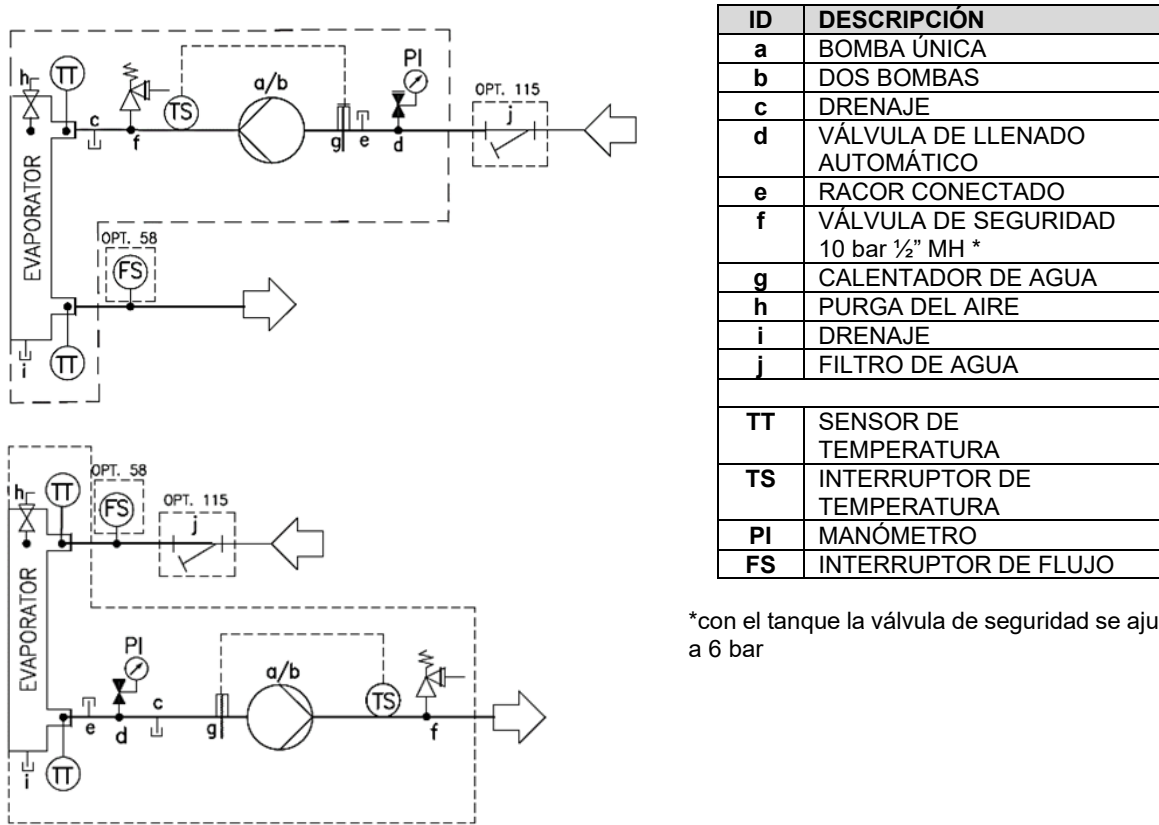 h
TT
c
f
TS
a/b
g
e
PI
d
OPT. 115
j
EVAPORATOR
OPT. 58
FS
i
TT
h
TT
OPT. 58
FS
OPT. 115
j
EVAPORATOR
e
PI
d
c
g
a/b
TS
f
i
TT
ID DESCRIPCIÓN
a BOMBA ÚNICA
b DOS BOMBAS
c DRENAJE
d VÁLVULA DE LLENADO
AUTOMÁTICO
e RACOR CONECTADO
f VÁLVULA DE SEGURIDAD
10 bar ½” MH *
g CALENTADOR DE AGUA
h PURGA DEL AIRE
i DRENAJE
j FILTRO DE AGUA
TT SENSOR DE
TEMPERATURA
TS INTERRUPTOR DE
TEMPERATURA
PI MANÓMETRO
FS INTERRUPTOR DE FLUJO
*con el tanque la válvula de seguridad se aju
a 6 bar